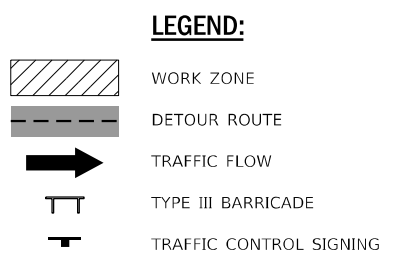 LEGEND:
WORK ZONE
DETOUR ROUTE
TRAFFIC FLOW
TYPE III BARRICADE
TRAFFIC CONTROL SIGNING